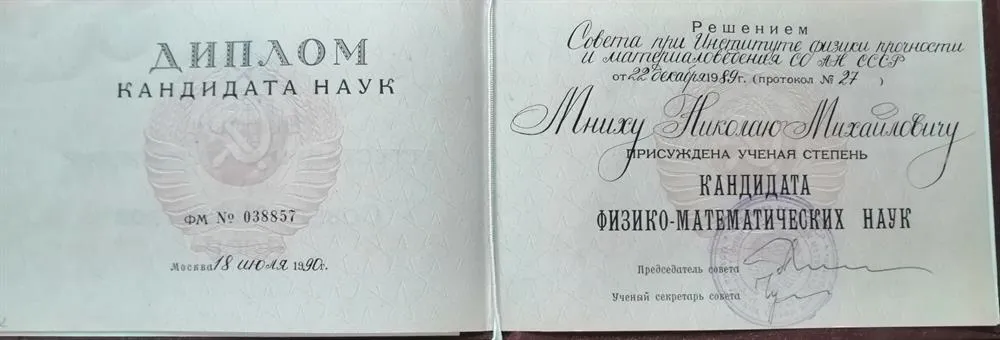 ДИПЛОМ
КАНДИДАТА НАУК
ФМ № 038857
Москва 18 июля 1990г.
Решением
Совета при Институте физики прочности
и материаловедения СО АН СССР
от 22 декабря 1989г. (протокол № 27 )
Мниху Николаю Михайловичу
ПРИСУЖДЕНА УЧЕНАЯ СТЕПЕНЬ
КАНДИДАТА
ФИЗИКО-МАТЕМАТИЧЕСКИХ НАУК
Председатель совета
Ученый секретарь совета